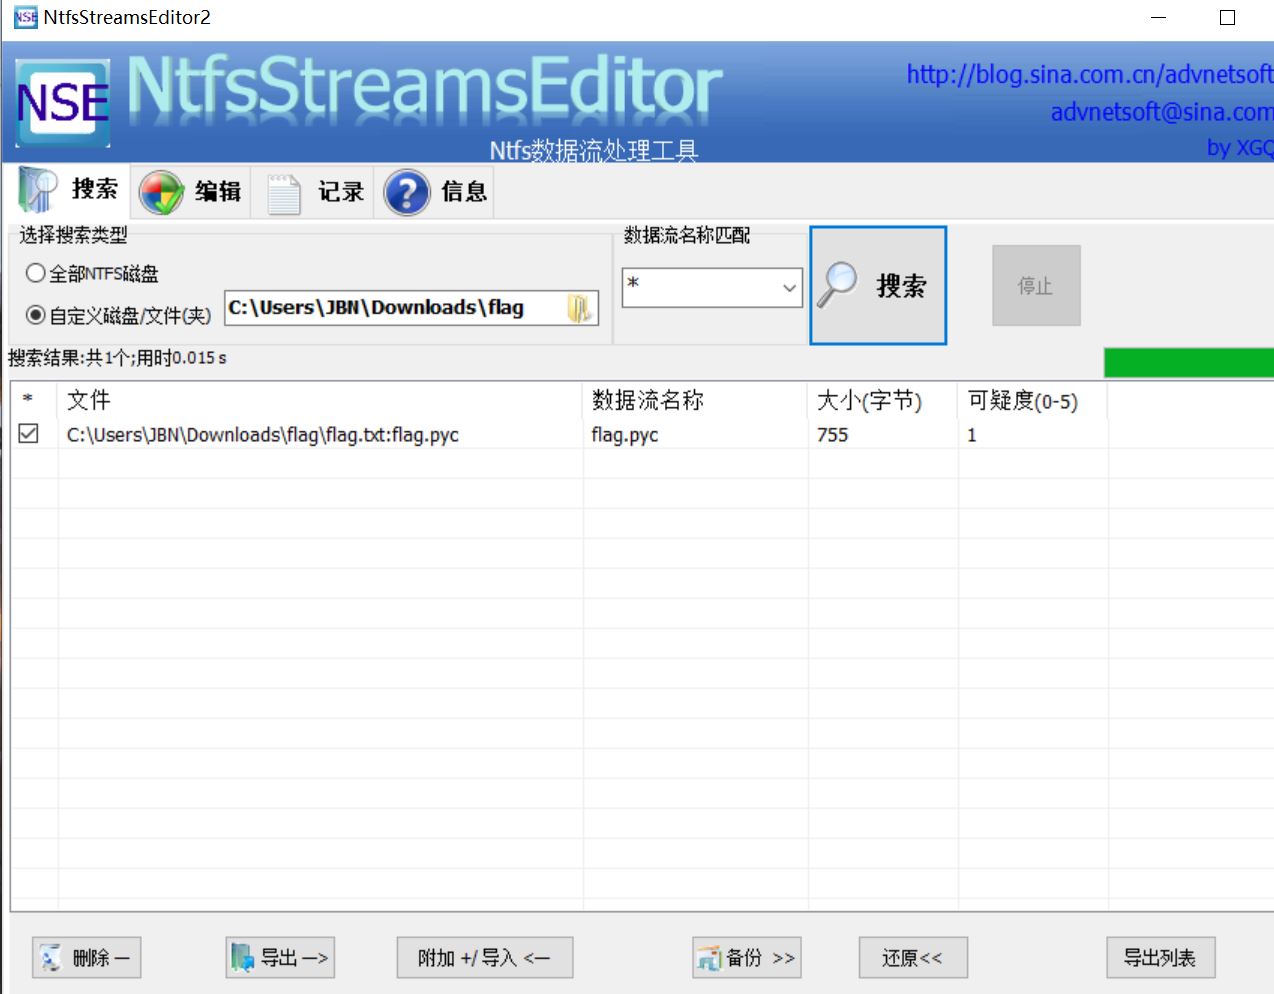 NSE NtfsStreamsEditor2
NSE NtfsStreamsEditor
http://blog.sina.com.cn/advnetsoft
advnetsoft@sina.com
Ntfs数据流处理工具
by XGQ
搜索 编辑 记录 ? 信息
选择搜索类型
数据流名称匹配
全部NTFS磁盘
自定义磁盘/文件(夹) C:\Users\JBN\Downloads\flag
*
搜索
停止
搜索结果:共1个;用时0.015 s
* 文件 数据流名称 大小(字节) 可疑度(0-5)
C:\Users\JBN\Downloads\flag\flag.txt:flag.pyc flag.pyc 755 1
删除 — 导出 —> 附加 +/ 导入 <— 备份 >> 还原<< 导出列表